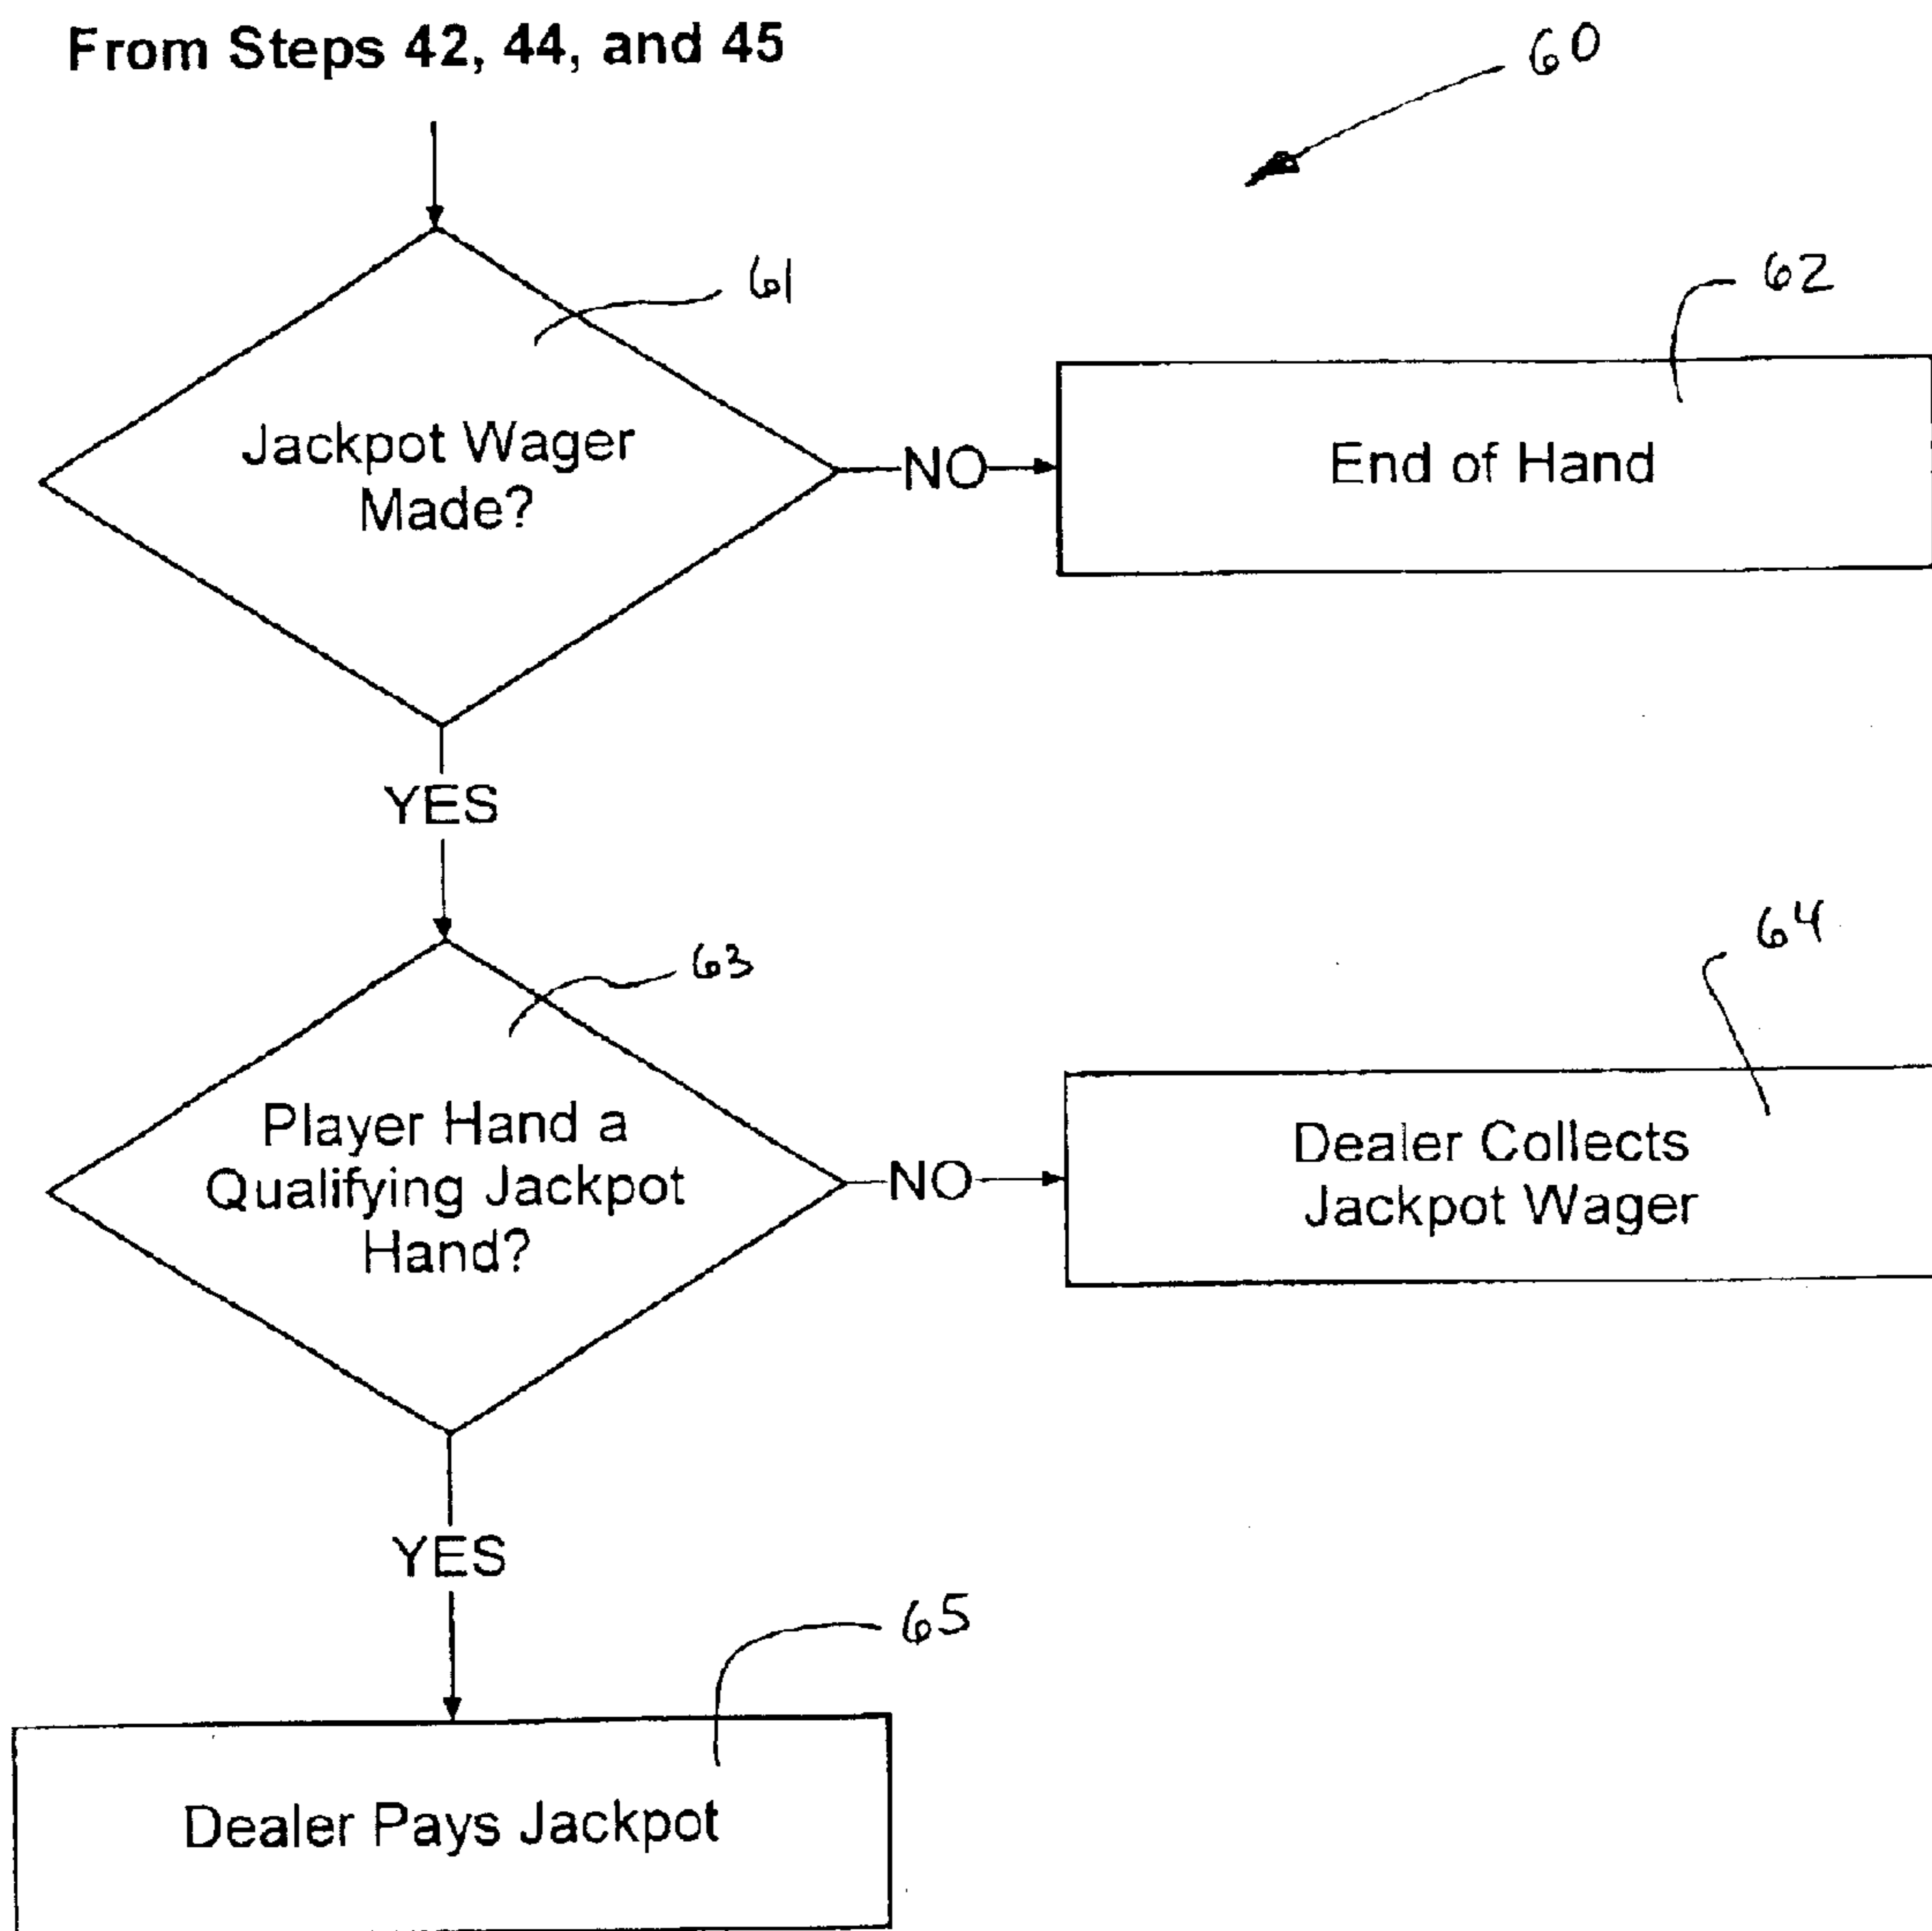 From Steps 42, 44, and 45
60
61
62
Jackpot Wager
Made?
NO
End of Hand
YES
63
64
Player Hand a
Qualifying Jackpot
Hand?
NO
Dealer Collects
Jackpot Wager
YES
65
Dealer Pays Jackpot